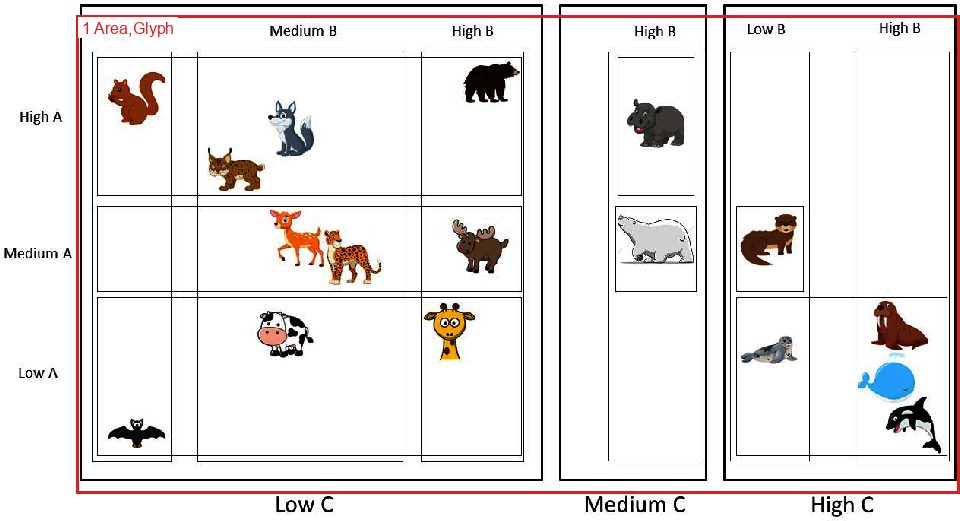 1 Area, Glyph
Medium B
High B
High B
Low B
High B
High A
Medium A
Low A
Low C
Medium C
High C